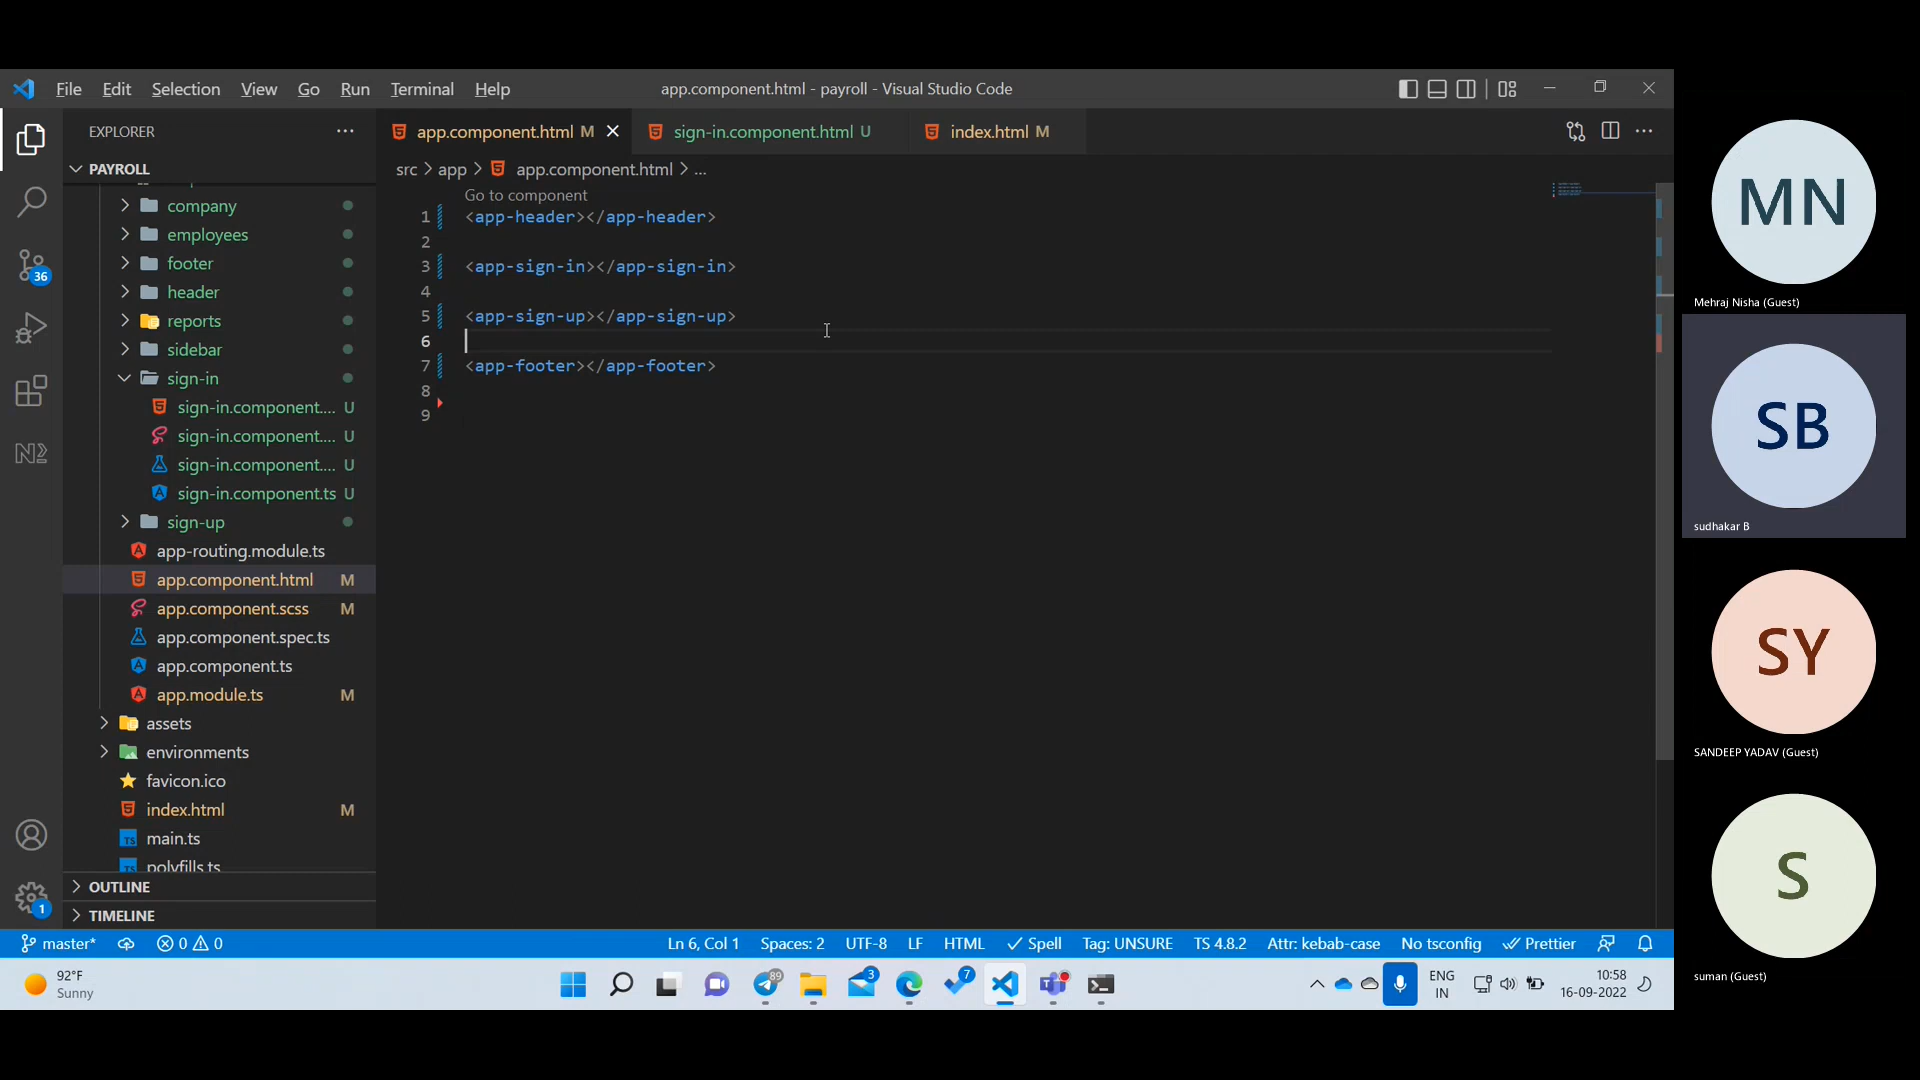 File Edit Selection View Go Run Terminal Help
app.component.html - payroll - Visual Studio Code
EXPLORER
app.component.html M
sign-in.component.html U
index.html M
PAYROLL
src > app > app.component.html > ...
company
employees
footer
header
reports
sidebar
sign-in
sign-in.component.... U
sign-in.component.... U
sign-in.component.... U
sign-in.component.ts U
sign-up
app-routing.module.ts
app.component.html M
app.component.scss M
app.component.spec.ts
app.component.ts
app.module.ts M
assets
environments
favicon.ico
index.html M
main.ts
polyfills.ts
OUTLINE
TIMELINE
36
1
Go to component
1 <app-header></app-header>
2
3 <app-sign-in></app-sign-in>
4
5 <app-sign-up></app-sign-up>
6
7 <app-footer></app-footer>
8
9
master* 0 0 Ln 6, Col 1 Spaces: 2 UTF-8 LF HTML Spell Tag: UNSURE TS 4.8.2 Attr: kebab-case No tsconfig Prettier
92°F
Sunny
89
3
7
ENG
IN
10:58
16-09-2022
MN
Mehraj Nisha (Guest)
SB
sudhakar B
SY
SANDEEP YADAV (Guest)
S
suman (Guest)